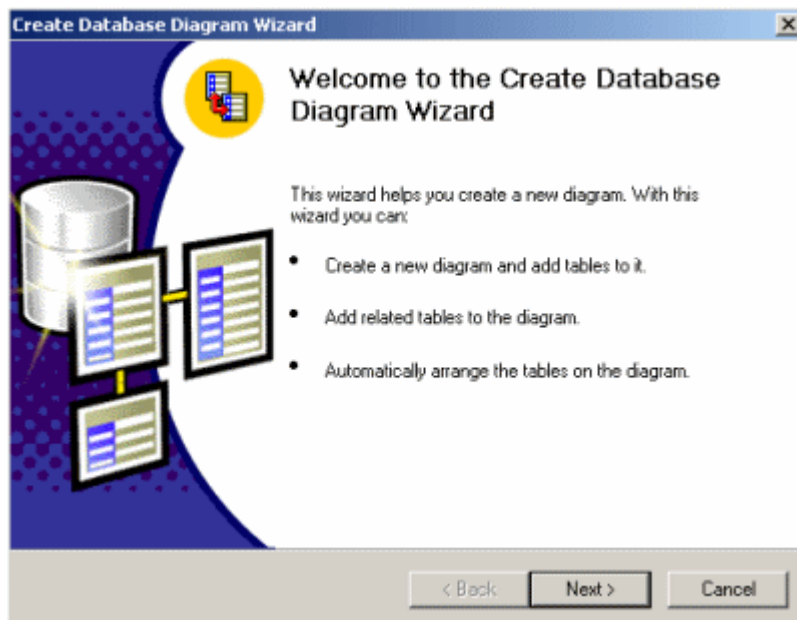 Create Database Diagram Wizard
Welcome to the Create Database
Diagram Wizard
This wizard helps you create a new diagram. With this
wizard you can:
• Create a new diagram and add tables to it.
• Add related tables to the diagram.
• Automatically arrange the tables on the diagram.
< Back Next > Cancel